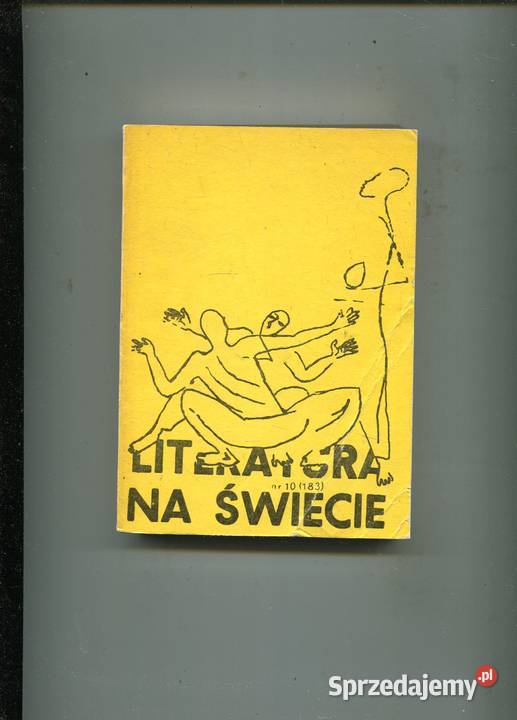 LITERATURA
nr 10 (183)
NA ŚWIECIE
Sprzedajemy.pl